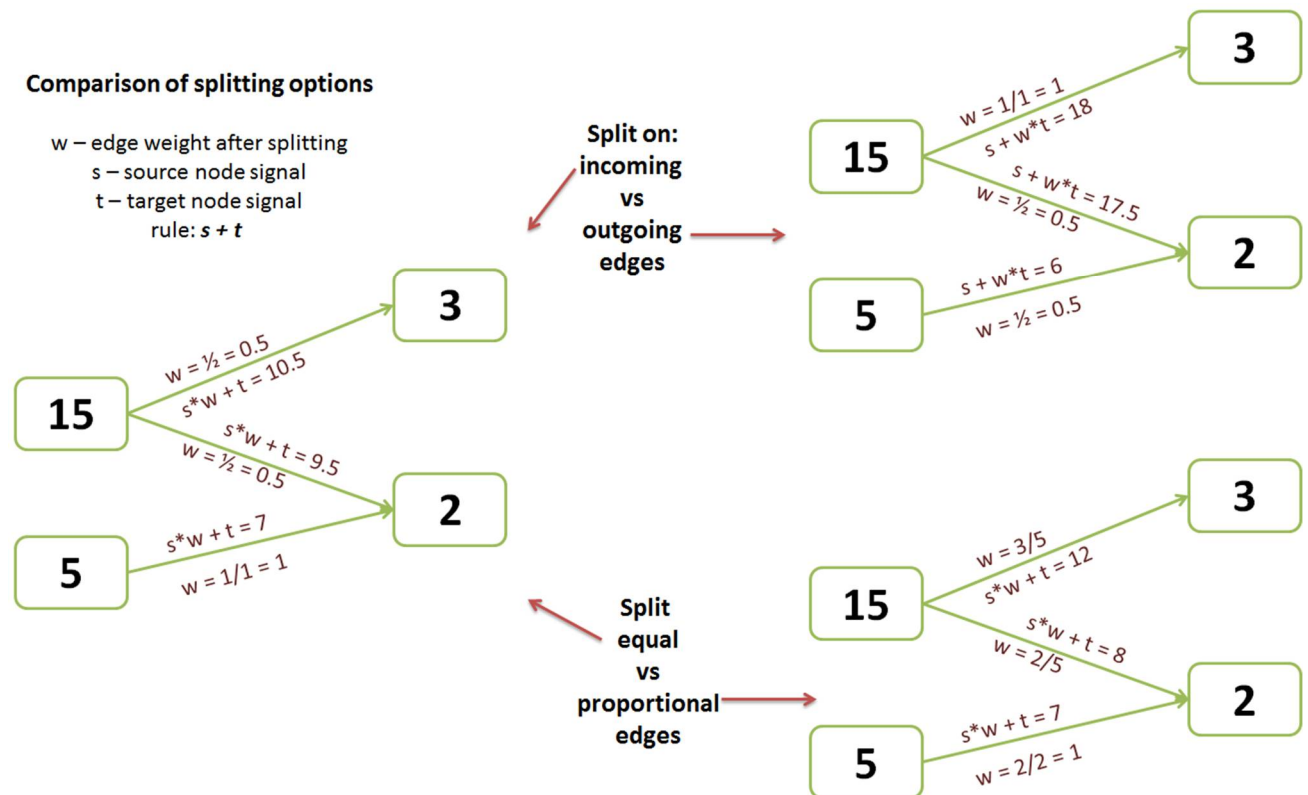 Comparison of splitting options
w – edge weight after splitting
s – source node signal
t – target node signal
rule: s + t
Split on:
incoming
vs
outgoing
edges
15
5
3
2
w = ½ = 0.5
s*w + t = 10.5
s*w + t = 9.5
w = ½ = 0.5
s*w + t = 7
w = 1/1 = 1
15
5
3
2
w = 1/1 = 1
s + w*t = 18
s + w*t = 17.5
w = ½ = 0.5
s + w*t = 6
w = ½ = 0.5
Split
equal
vs
proportional
edges
15
5
3
2
w = 3/5
s*w + t = 12
s*w + t = 8
w = 2/5
s*w + t = 7
w = 2/2 = 1